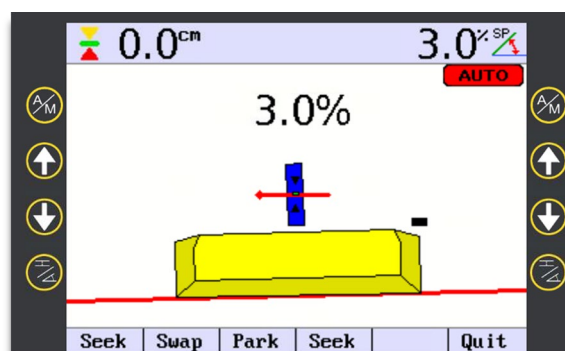 0.0cm 3.0% SP
AUTO
A/M A/M
3.0%
H/A H/A
Seek Swap Park Seek Quit